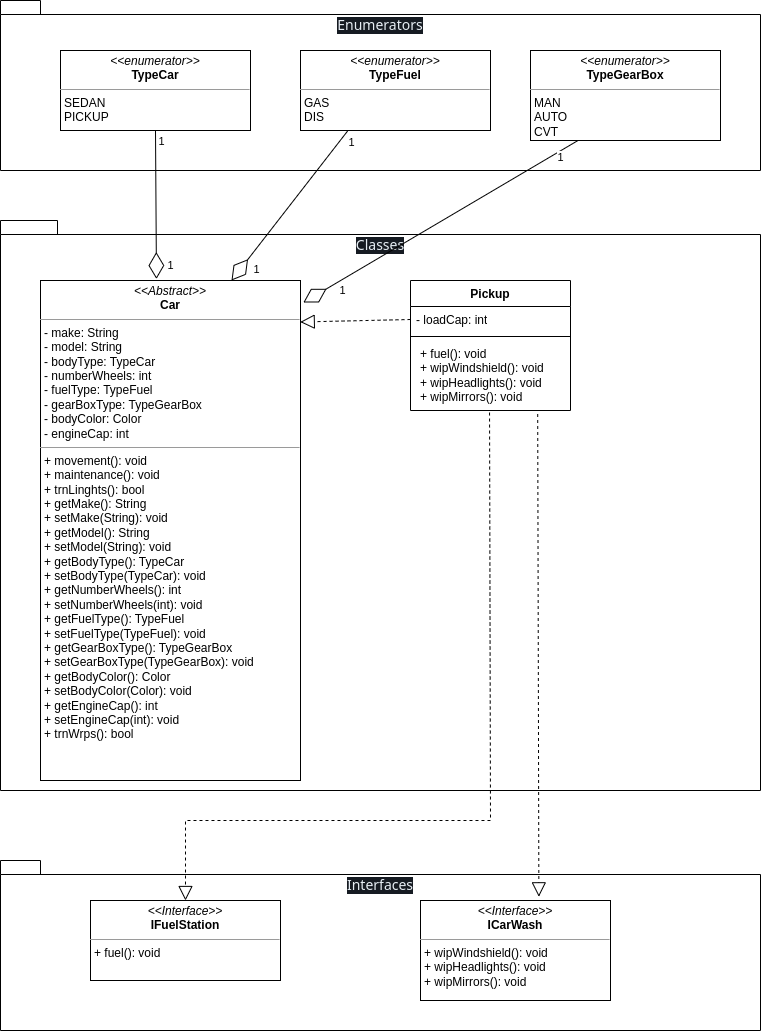 Enumerators
<<enumerator>>
TypeCar
SEDAN
PICKUP
<<enumerator>>
TypeFuel
GAS
DIS
<<enumerator>>
TypeGearBox
MAN
AUTO
CVT
1
1
1
Classes
1
1
1
<<Abstract>>
Car
- make: String
- model: String
- bodyType: TypeCar
- numberWheels: int
- fuelType: TypeFuel
- gearBoxType: TypeGearBox
- bodyColor: Color
- engineCap: int
+ movement(): void
+ maintenance(): void
+ trnLinghts(): bool
+ getMake(): String
+ setMake(String): void
+ getModel(): String
+ setModel(String): void
+ getBodyType(): TypeCar
+ setBodyType(TypeCar): void
+ getNumberWheels(): int
+ setNumberWheels(int): void
+ getFuelType(): TypeFuel
+ setFuelType(TypeFuel): void
+ getGearBoxType(): TypeGearBox
+ setGearBoxType(TypeGearBox): void
+ getBodyColor(): Color
+ setBodyColor(Color): void
+ getEngineCap(): int
+ setEngineCap(int): void
+ trnWrps(): bool
Pickup
- loadCap: int
+ fuel(): void
+ wipWindshield(): void
+ wipHeadlights(): void
+ wipMirrors(): void
Interfaces
<<Interface>>
IFuelStation
+ fuel(): void
<<Interface>>
ICarWash
+ wipWindshield(): void
+ wipHeadlights(): void
+ wipMirrors(): void